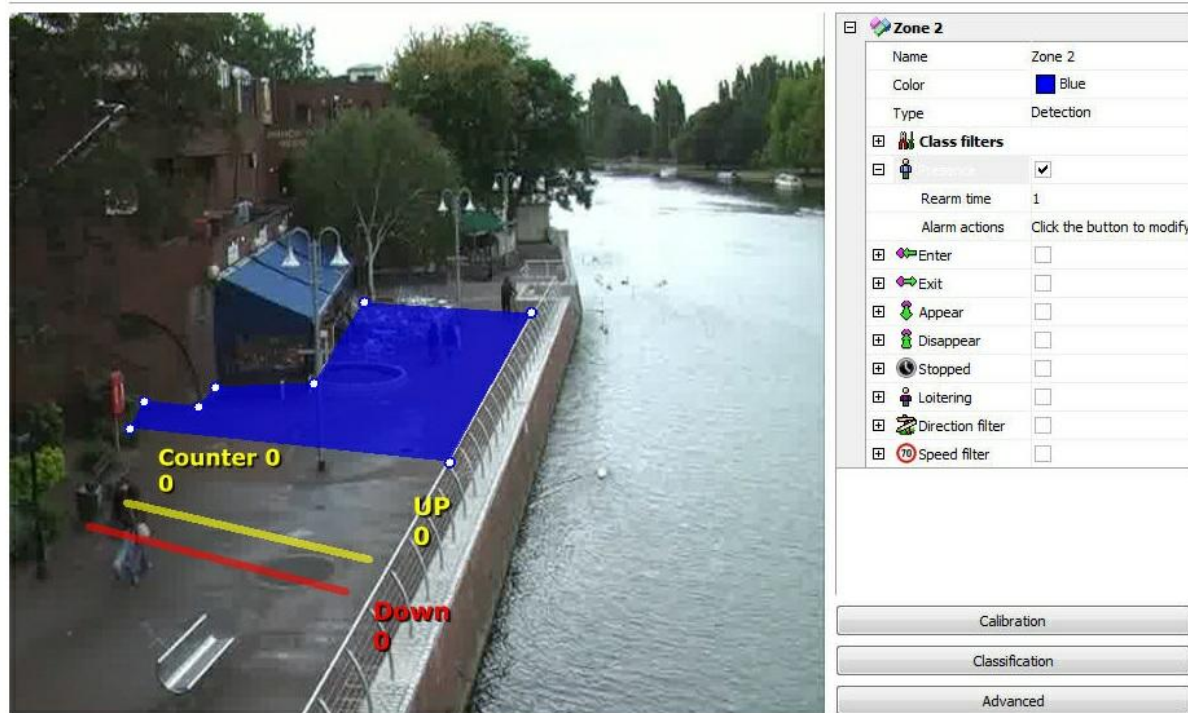 Zone 2
Name Zone 2
Color Blue
Type Detection
Class filters
Presence
Rearm time 1
Alarm actions Click the button to modify
Enter
Exit
Appear
Disappear
Stopped
Loitering
Direction filter
70 Speed filter
Counter 0
0
UP
0
Down
0
Calibration
Classification
Advanced